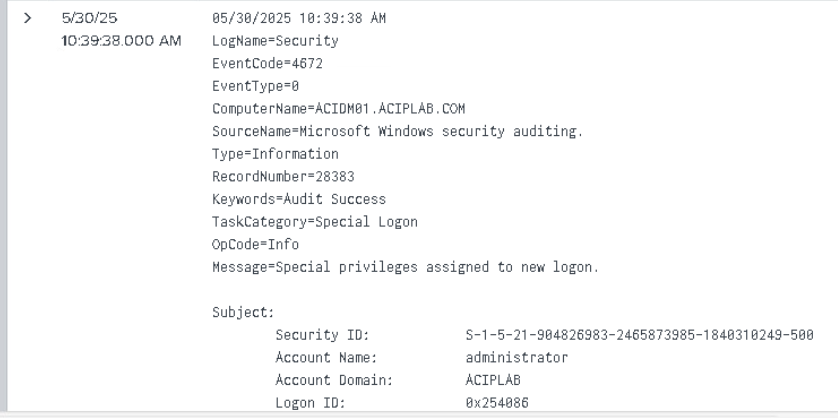 > 5/30/25 05/30/2025 10:39:38 AM
10:39:38.000 AM LogName=Security
EventCode=4672
EventType=0
ComputerName=ACIDM01.ACIPLAB.COM
SourceName=Microsoft Windows security auditing.
Type=Information
RecordNumber=28383
Keywords=Audit Success
TaskCategory=Special Logon
OpCode=Info
Message=Special privileges assigned to new logon.
Subject:
Security ID: S-1-5-21-904826983-2465873985-1840310249-500
Account Name: administrator
Account Domain: ACIPLAB
Logon ID: 0x254086